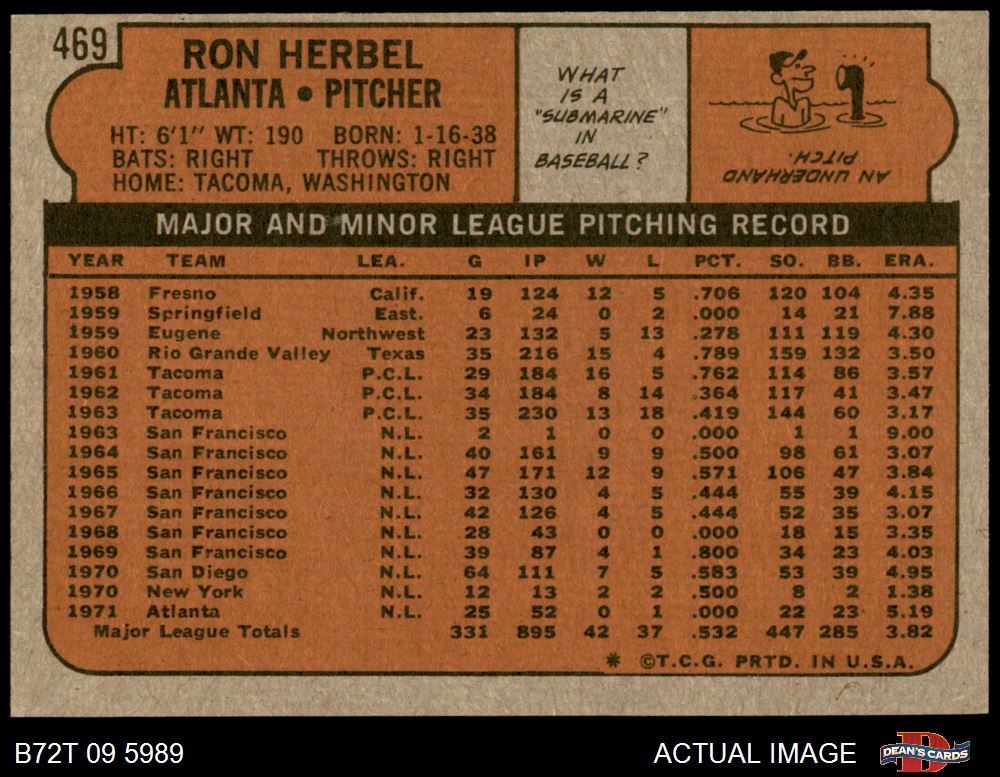 469
RON HERBEL
ATLANTA • PITCHER
HT: 6'1" WT: 190 BORN: 1-16-38
BATS: RIGHT THROWS: RIGHT
HOME: TACOMA, WASHINGTON
WHAT
IS A
"SUBMARINE"
IN
BASEBALL?
AN UNDERHAND
PITCH.
MAJOR AND MINOR LEAGUE PITCHING RECORD
YEAR TEAM LEA. G IP W L PCT. SO. BB. ERA.
1958 Fresno Calif. 19 124 12 5 .706 120 104 4.35
1959 Springfield East. 6 24 0 2 .000 14 21 7.88
1959 Eugene Northwest 23 132 5 13 .278 111 119 4.30
1960 Rio Grande Valley Texas 35 216 15 4 .789 159 132 3.50
1961 Tacoma P.C.L. 29 184 16 5 .762 114 86 3.57
1962 Tacoma P.C.L. 34 184 8 14 .364 117 41 3.47
1963 Tacoma P.C.L. 35 230 13 18 .419 144 60 3.17
1963 San Francisco N.L. 2 1 0 0 .000 1 1 9.00
1964 San Francisco N.L. 40 161 9 9 .500 98 61 3.07
1965 San Francisco N.L. 47 171 12 9 .571 106 47 3.84
1966 San Francisco N.L. 32 130 4 5 .444 55 39 4.15
1967 San Francisco N.L. 42 126 4 5 .444 52 35 3.07
1968 San Francisco N.L. 28 43 0 0 .000 18 15 3.35
1969 San Francisco N.L. 39 87 4 1 .800 34 23 4.03
1970 San Diego N.L. 64 111 7 5 .583 53 39 4.95
1970 New York N.L. 12 13 2 2 .500 8 2 1.38
1971 Atlanta N.L. 25 52 0 1 .000 22 23 5.19
Major League Totals 331 895 42 37 .532 447 285 3.82
* ©T.C.G. PRTD. IN U.S.A.
B72T 09 5989
ACTUAL IMAGE
DEAN'S CARDS